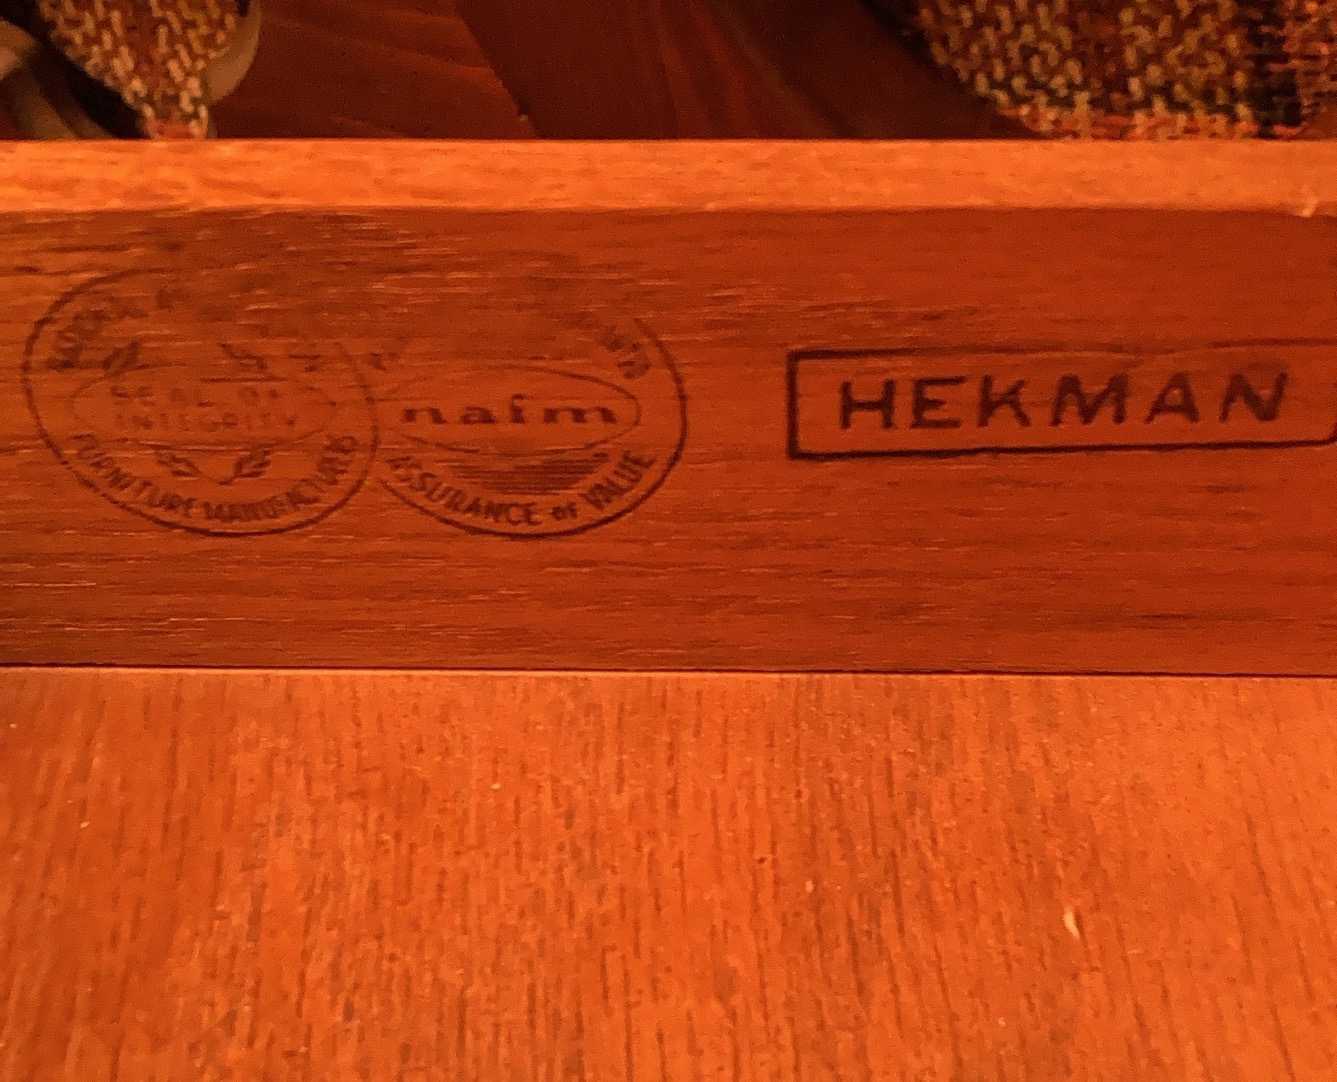 SEAL OF
INTEGRITY
FURNITURE MANUFACTURERS
nafm
ASSURANCE of VALUE
HEKMAN